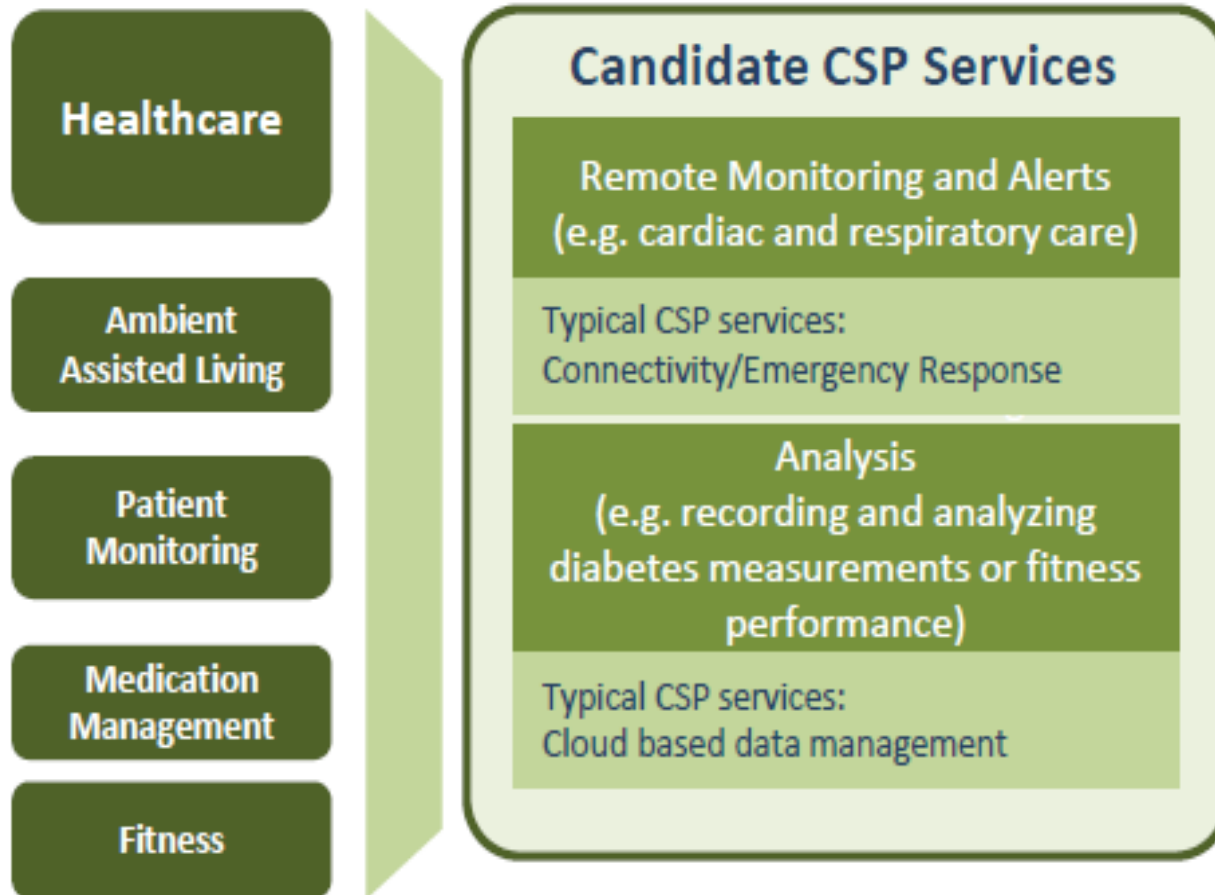 Healthcare
Ambient
Assisted Living
Patient
Monitoring
Medication
Management
Fitness
Candidate CSP Services
Remote Monitoring and Alerts
(e.g. cardiac and respiratory care)
Typical CSP services:
Connectivity/Emergency Response
Analysis
(e.g. recording and analyzing
diabetes measurements or fitness
performance)
Typical CSP services:
Cloud based data management